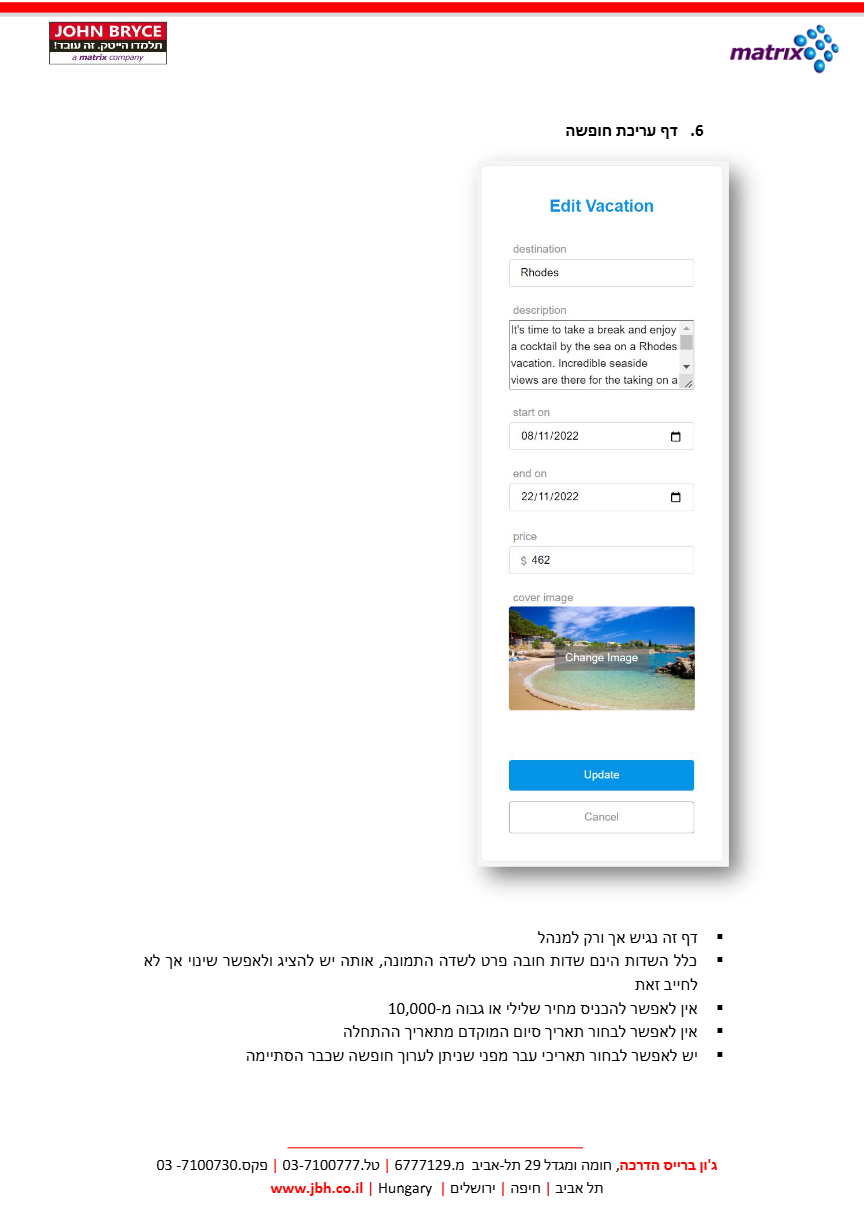 JOHN BRYCE
תלמדו הייטק. זה עובד!
a matrix company
matrix
6. דף עריכת חופשה
Edit Vacation
destination
Rhodes
description
It's time to take a break and enjoy
a cocktail by the sea on a Rhodes
vacation. Incredible seaside
views are there for the taking on a
start on
08/11/2022
end on
22/11/2022
price
$ 462
cover image
Change Image
Update
Cancel
▪ דף זה נגיש אך ורק למנהל
▪ כלל השדות הינם שדות חובה פרט לשדה התמונה, אותה יש להציג ולאפשר שינוי אך לא
לחייב זאת
▪ אין לאפשר להכניס מחיר שלילי או גבוה מ-10,000
▪ אין לאפשר לבחור תאריך סיום המוקדם מתאריך ההתחלה
▪ יש לאפשר לבחור תאריכי עבר מפני שניתן לערוך חופשה שכבר הסתיימה
ג'ון ברייס הדרכה, חומה ומגדל 29 תל-אביב מ.6777129 | טל.03-7100777 | פקס.7100730- 03
תל אביב | חיפה | ירושלים | Hungary | www.jbh.co.il